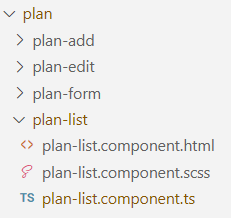 plan
plan-add
plan-edit
plan-form
plan-list
<> plan-list.component.html
plan-list.component.scss
TS plan-list.component.ts